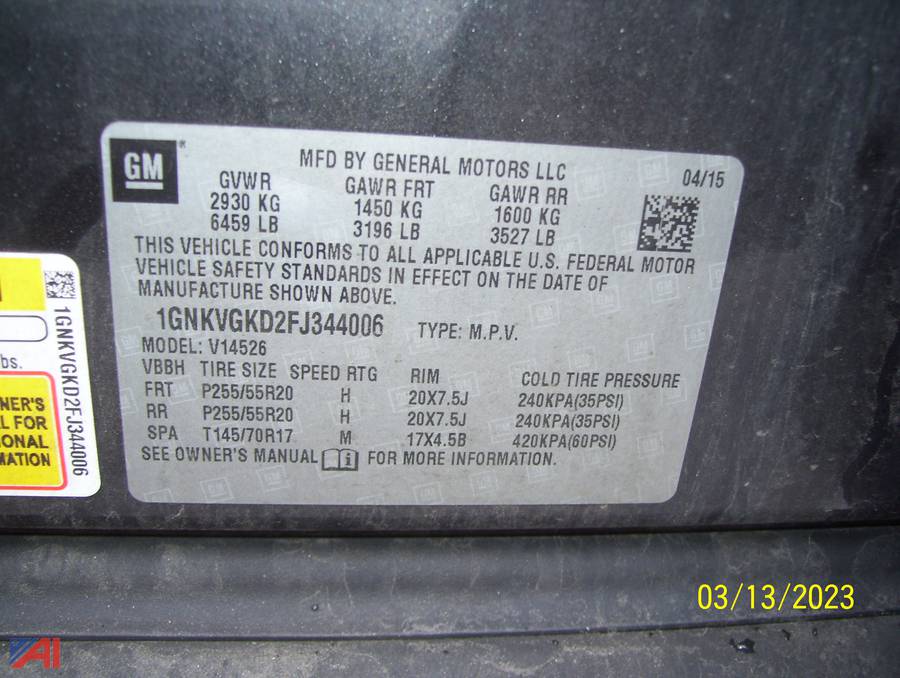 GM
MFD BY GENERAL MOTORS LLC
04/15
GVWR GAWR FRT GAWR RR
2930 KG 1450 KG 1600 KG
6459 LB 3196 LB 3527 LB
THIS VEHICLE CONFORMS TO ALL APPLICABLE U.S. FEDERAL MOTOR
VEHICLE SAFETY STANDARDS IN EFFECT ON THE DATE OF
MANUFACTURE SHOWN ABOVE.
1GNKVGKD2FJ344006 TYPE: M.P.V.
MODEL: V14526
VBBH TIRE SIZE SPEED RTG RIM COLD TIRE PRESSURE
FRT P255/55R20 H 20X7.5J 240KPA(35PSI)
RR P255/55R20 H 20X7.5J 240KPA(35PSI)
SPA T145/70R17 M 17X4.5B 420KPA(60PSI)
SEE OWNER'S MANUAL i FOR MORE INFORMATION.
1GNKVGKD2FJ344006
bs.
NER'S
L FOR
IONAL
MATION
03/13/2023
AI